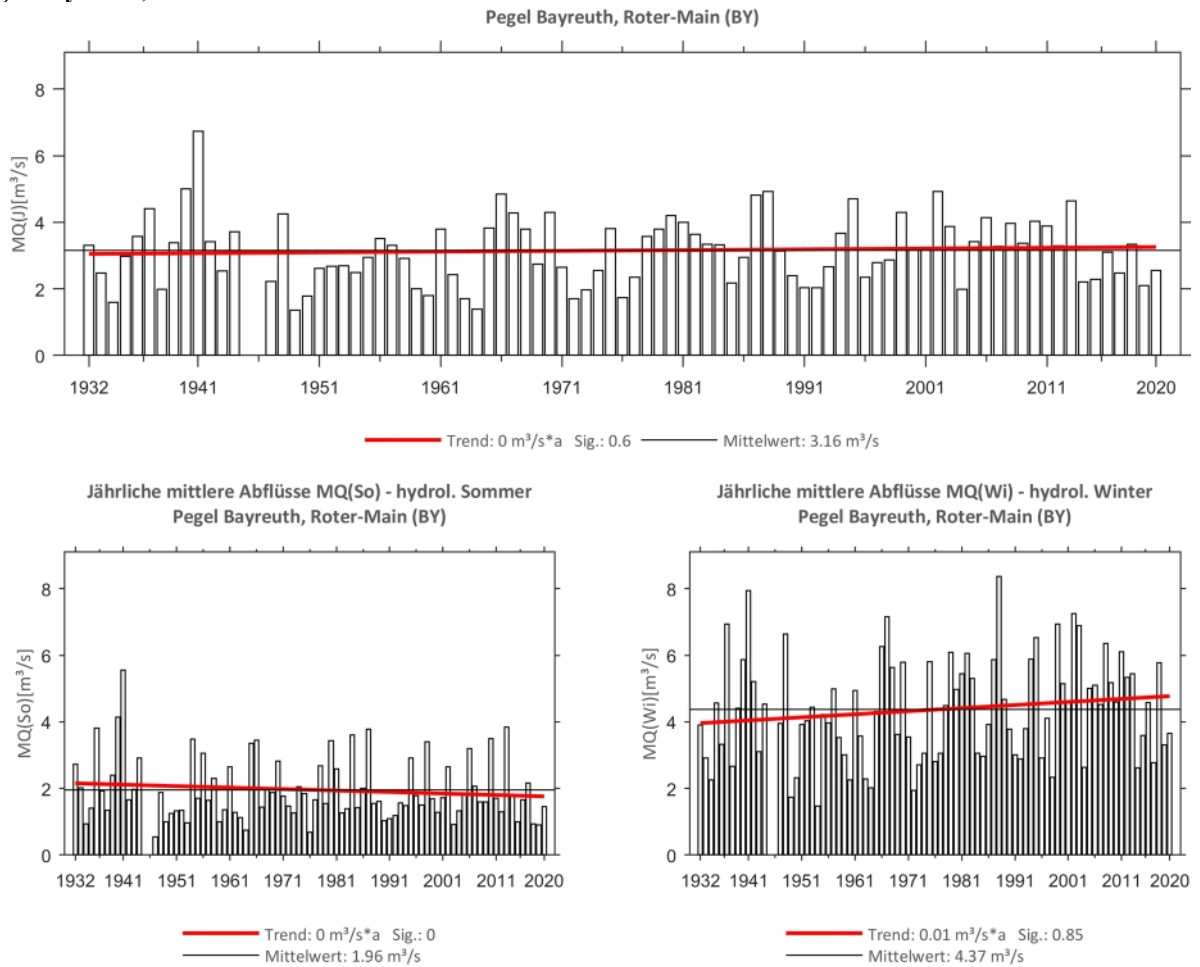 Pegel Bayreuth, Roter-Main (BY)
MQ(J)[m³/s]
8
6
4
2
0
1932 1941 1951 1961 1971 1981 1991 2001 2011 2020
Trend: 0 m³/s*a Sig.: 0.6 Mittelwert: 3.16 m³/s
Jährliche mittlere Abflüsse MQ(So) - hydrol. Sommer
Pegel Bayreuth, Roter-Main (BY)
MQ(So)[m³/s]
8
6
4
2
0
1932 1941 1951 1961 1971 1981 1991 2001 2011 2020
Trend: 0 m³/s*a Sig.: 0
Mittelwert: 1.96 m³/s
Jährliche mittlere Abflüsse MQ(Wi) - hydrol. Winter
Pegel Bayreuth, Roter-Main (BY)
MQ(Wi)[m³/s]
8
6
4
2
0
1932 1941 1951 1961 1971 1981 1991 2001 2011 2020
Trend: 0.01 m³/s*a Sig.: 0.85
Mittelwert: 4.37 m³/s